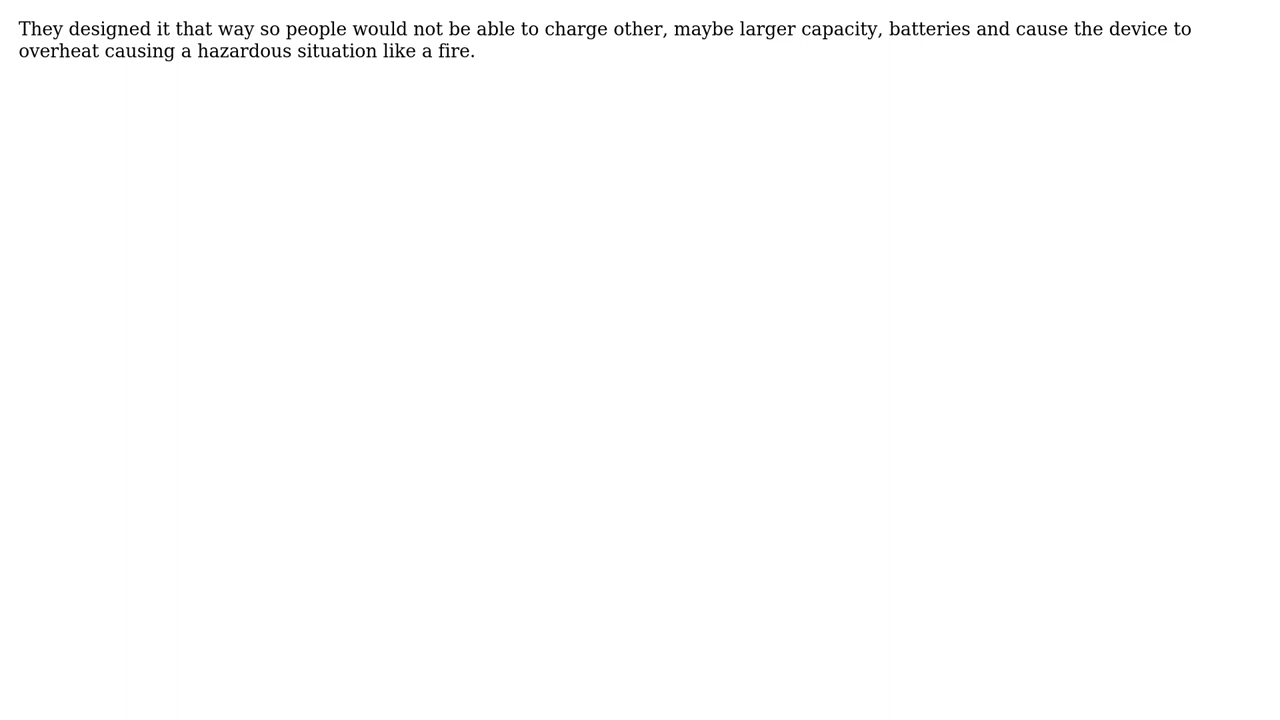 They designed it that way so people would not be able to charge other, maybe larger capacity, batteries and cause the device to
overheat causing a hazardous situation like a fire.